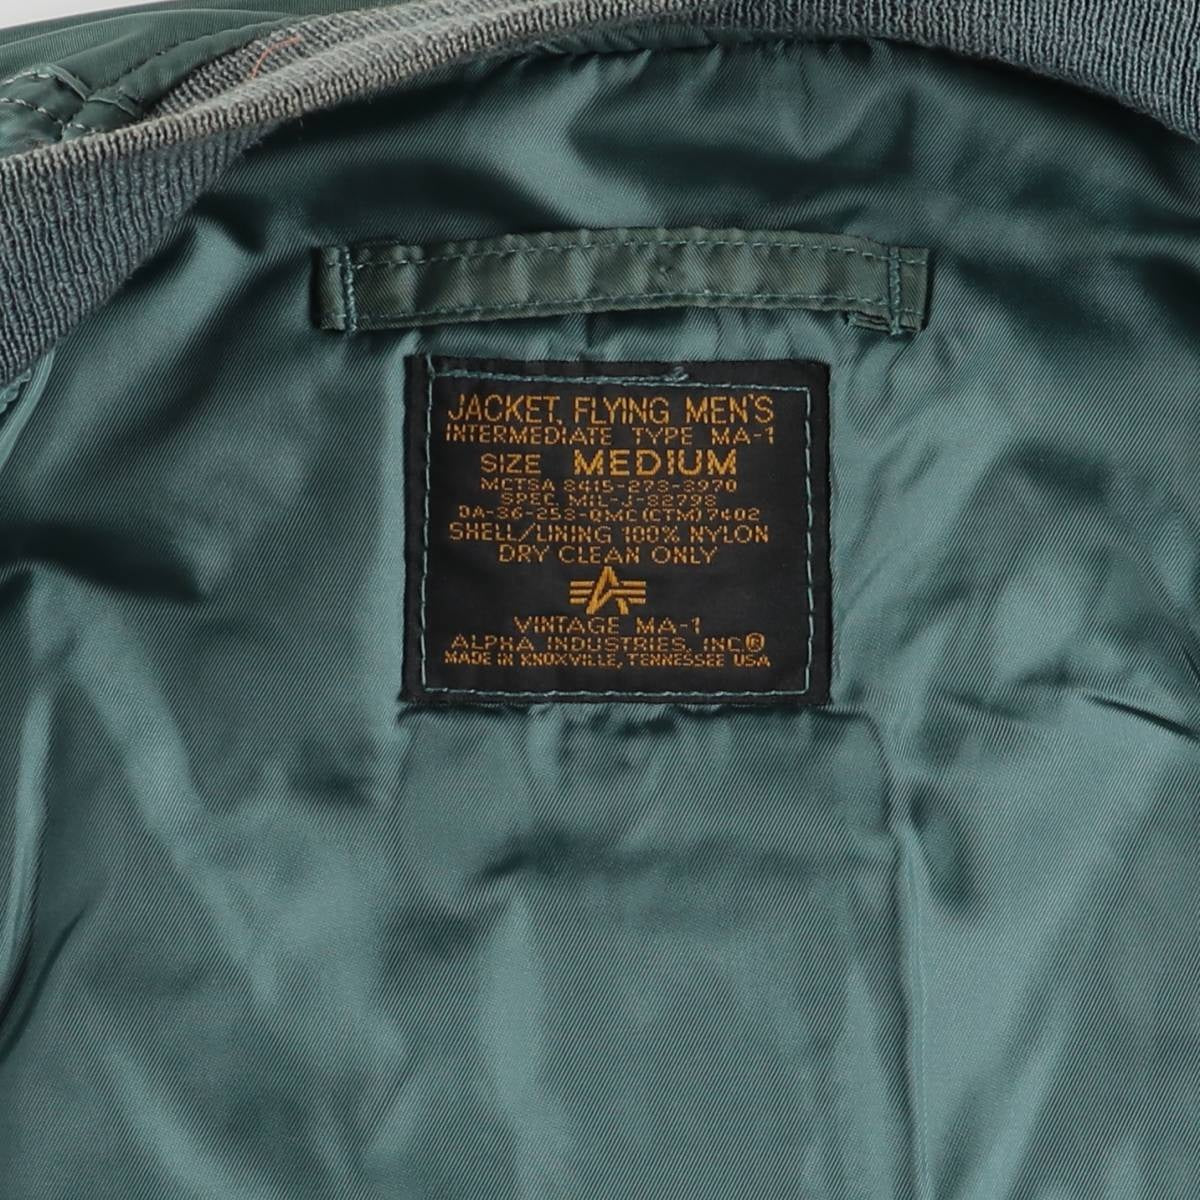 JACKET, FLYING MEN'S
INTERMEDIATE TYPE MA-1
SIZE MEDIUM
MCTSA 8415-273-3970
SPEC. MIL-J-82798
DA-36-253-QMC(CTM)7402
SHELL/LINING 100% NYLON
DRY CLEAN ONLY
VINTAGE MA-1
ALPHA INDUSTRIES, INC.®
MADE IN KNOXVILLE, TENNESSEE USA